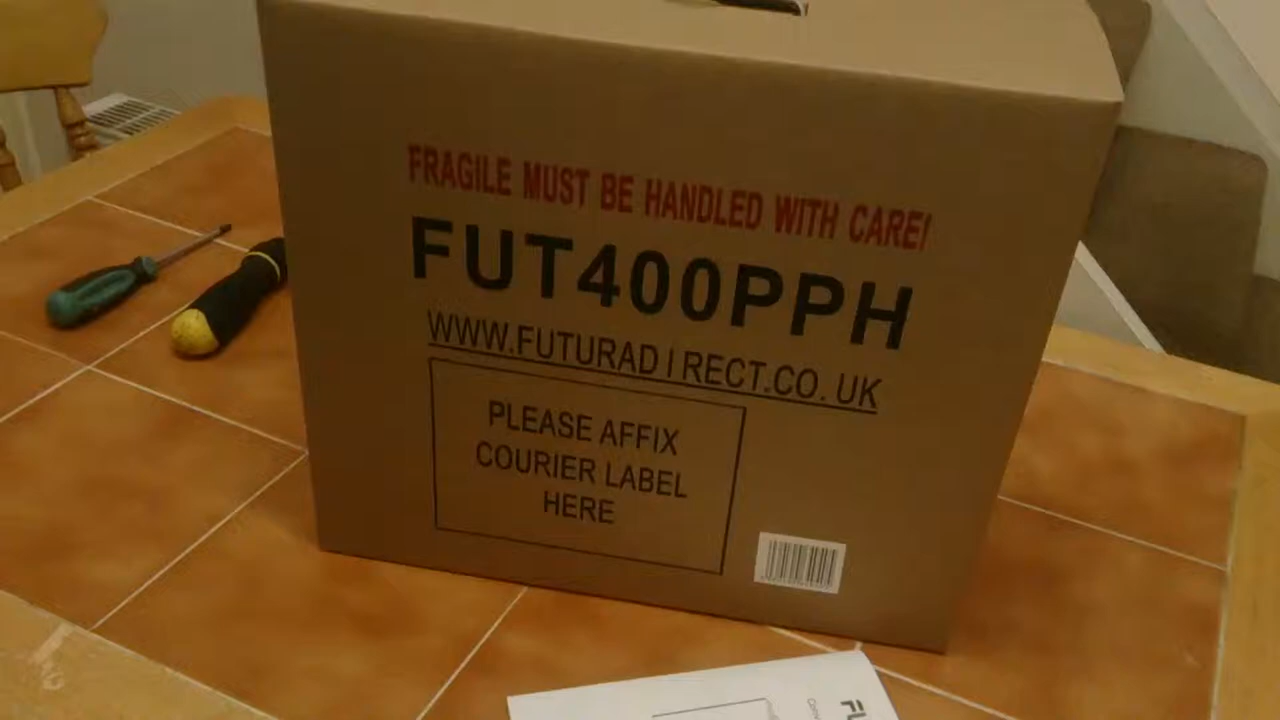 FRAGILE MUST BE HANDLED WITH CARE!
FUT400PPH
WWW.FUTURADIRECT.CO.UK
PLEASE AFFIX
COURIER LABEL
HERE